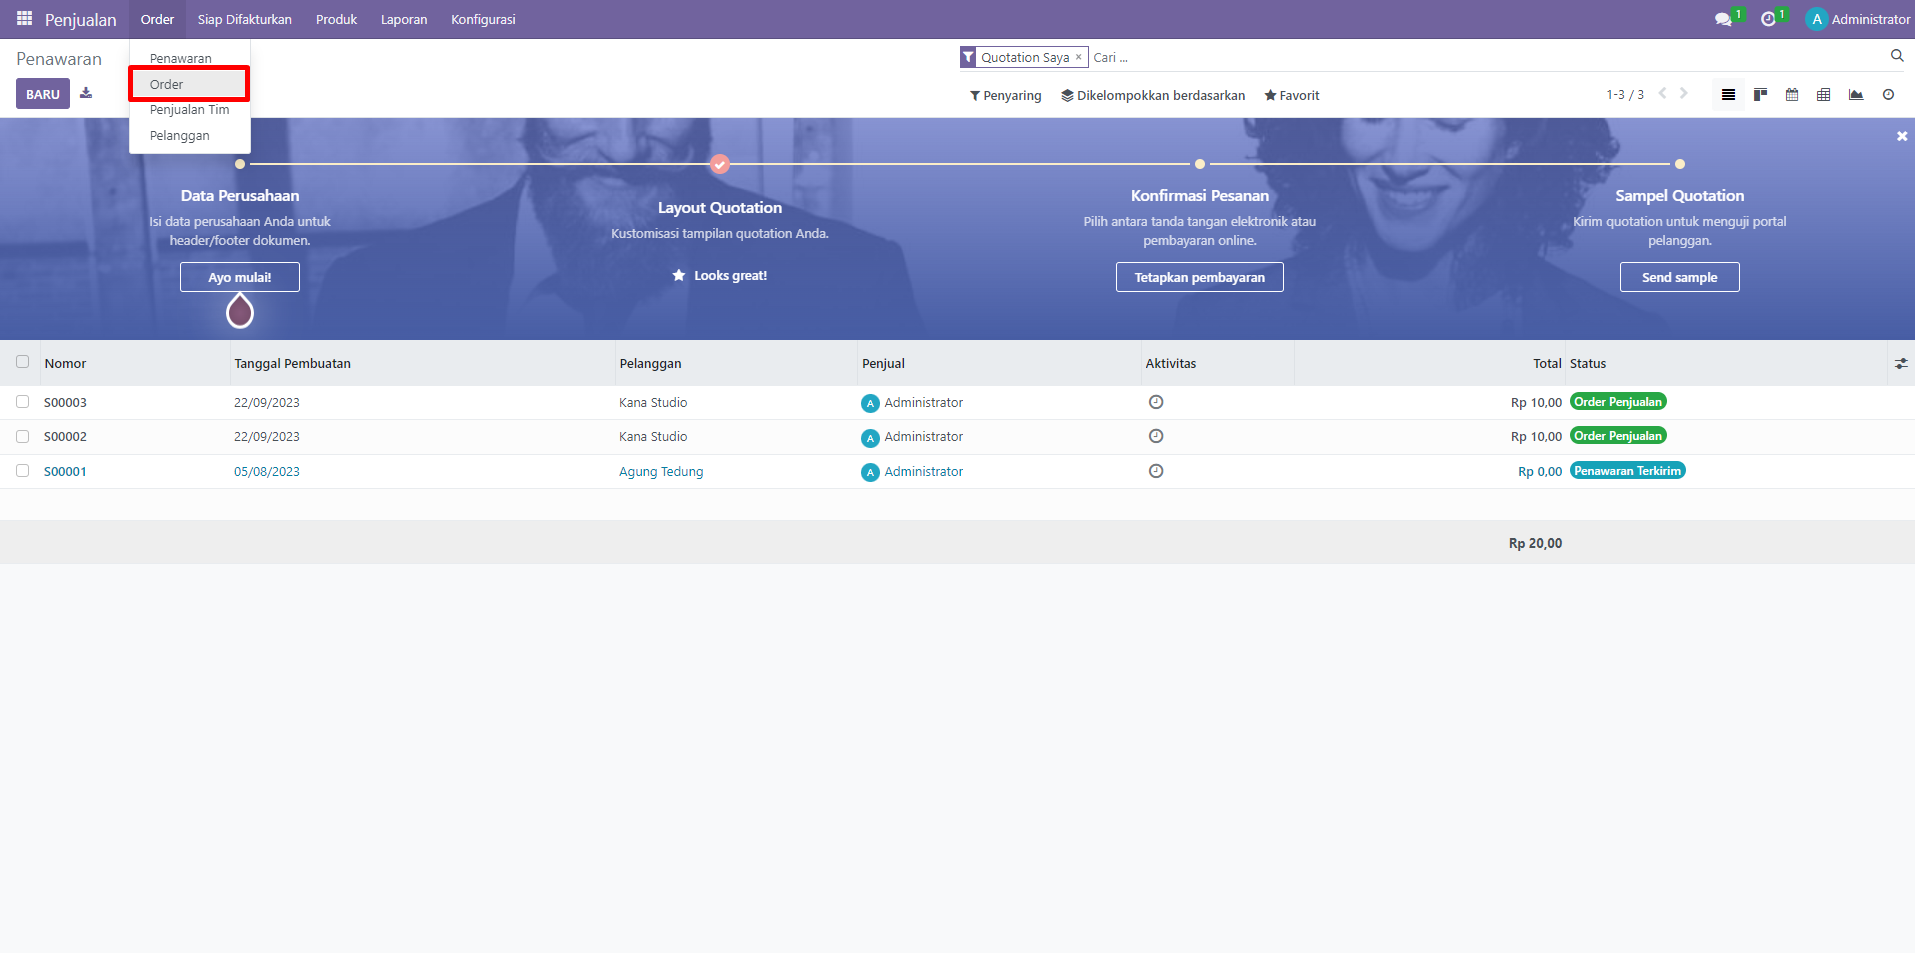 Penjualan Order Siap Difakturkan Produk Laporan Konfigurasi 1 1 A Administrator
Penawaran
BARU
Penawaran
Order
Penjualan Tim
Pelanggan
Quotation Saya × Cari ...
Penyaring Dikelompokkan berdasarkan Favorit
1-3 / 3
Data Perusahaan
Isi data perusahaan Anda untuk
header/footer dokumen.
Ayo mulai!
Layout Quotation
Kustomisasi tampilan quotation Anda.
Looks great!
Konfirmasi Pesanan
Pilih antara tanda tangan elektronik atau
pembayaran online.
Tetapkan pembayaran
Sampel Quotation
Kirim quotation untuk menguji portal
pelanggan.
Send sample
Nomor Tanggal Pembuatan Pelanggan Penjual Aktivitas Total Status
S00003 22/09/2023 Kana Studio A Administrator Rp 10,00 Order Penjualan
S00002 22/09/2023 Kana Studio A Administrator Rp 10,00 Order Penjualan
S00001 05/08/2023 Agung Tedung A Administrator Rp 0,00 Penawaran Terkirim
Rp 20,00